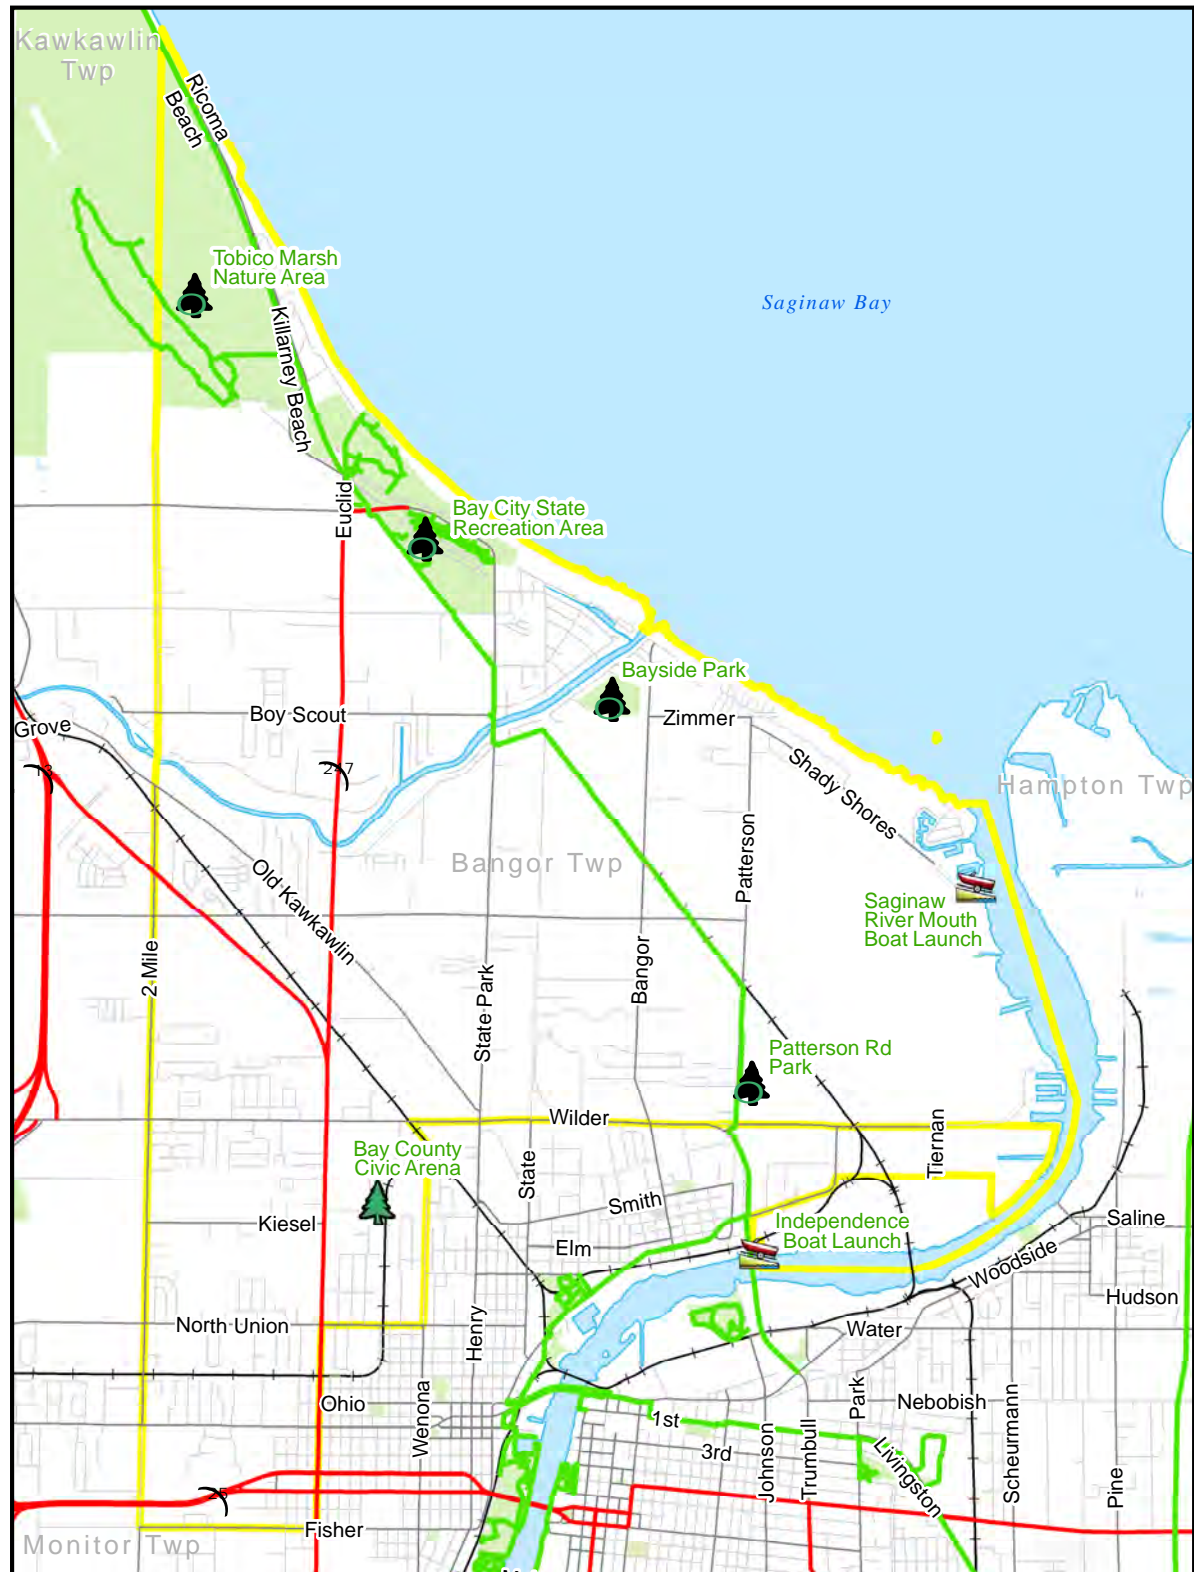 Kawkawlin
Twp
Ricoma
Beach
Tobico Marsh
Nature Area
Saginaw Bay
Killarney Beach
Euclid
Bay City State
Recreation Area
Bayside Park
Boy Scout
Zimmer
Grove
13
247
Shady Shores
Hampton Twp
Patterson
Bangor Twp
Old Kawkawlin
Saginaw
River Mouth
Boat Launch
2 Mile
Bangor
State Park
Patterson Rd
Park
Wilder
Tiernan
Bay County
Civic Arena
State
Smith
Kiesel
Elm
Independence
Boat Launch
Saline
Woodside
Hudson
North Union
Henry
Water
Ohio
Wenona
Park
Nebobish
1st
3rd
Johnson
Trumbull
Livingston
Scheurmann
Pine
25
Fisher
Monitor Twp